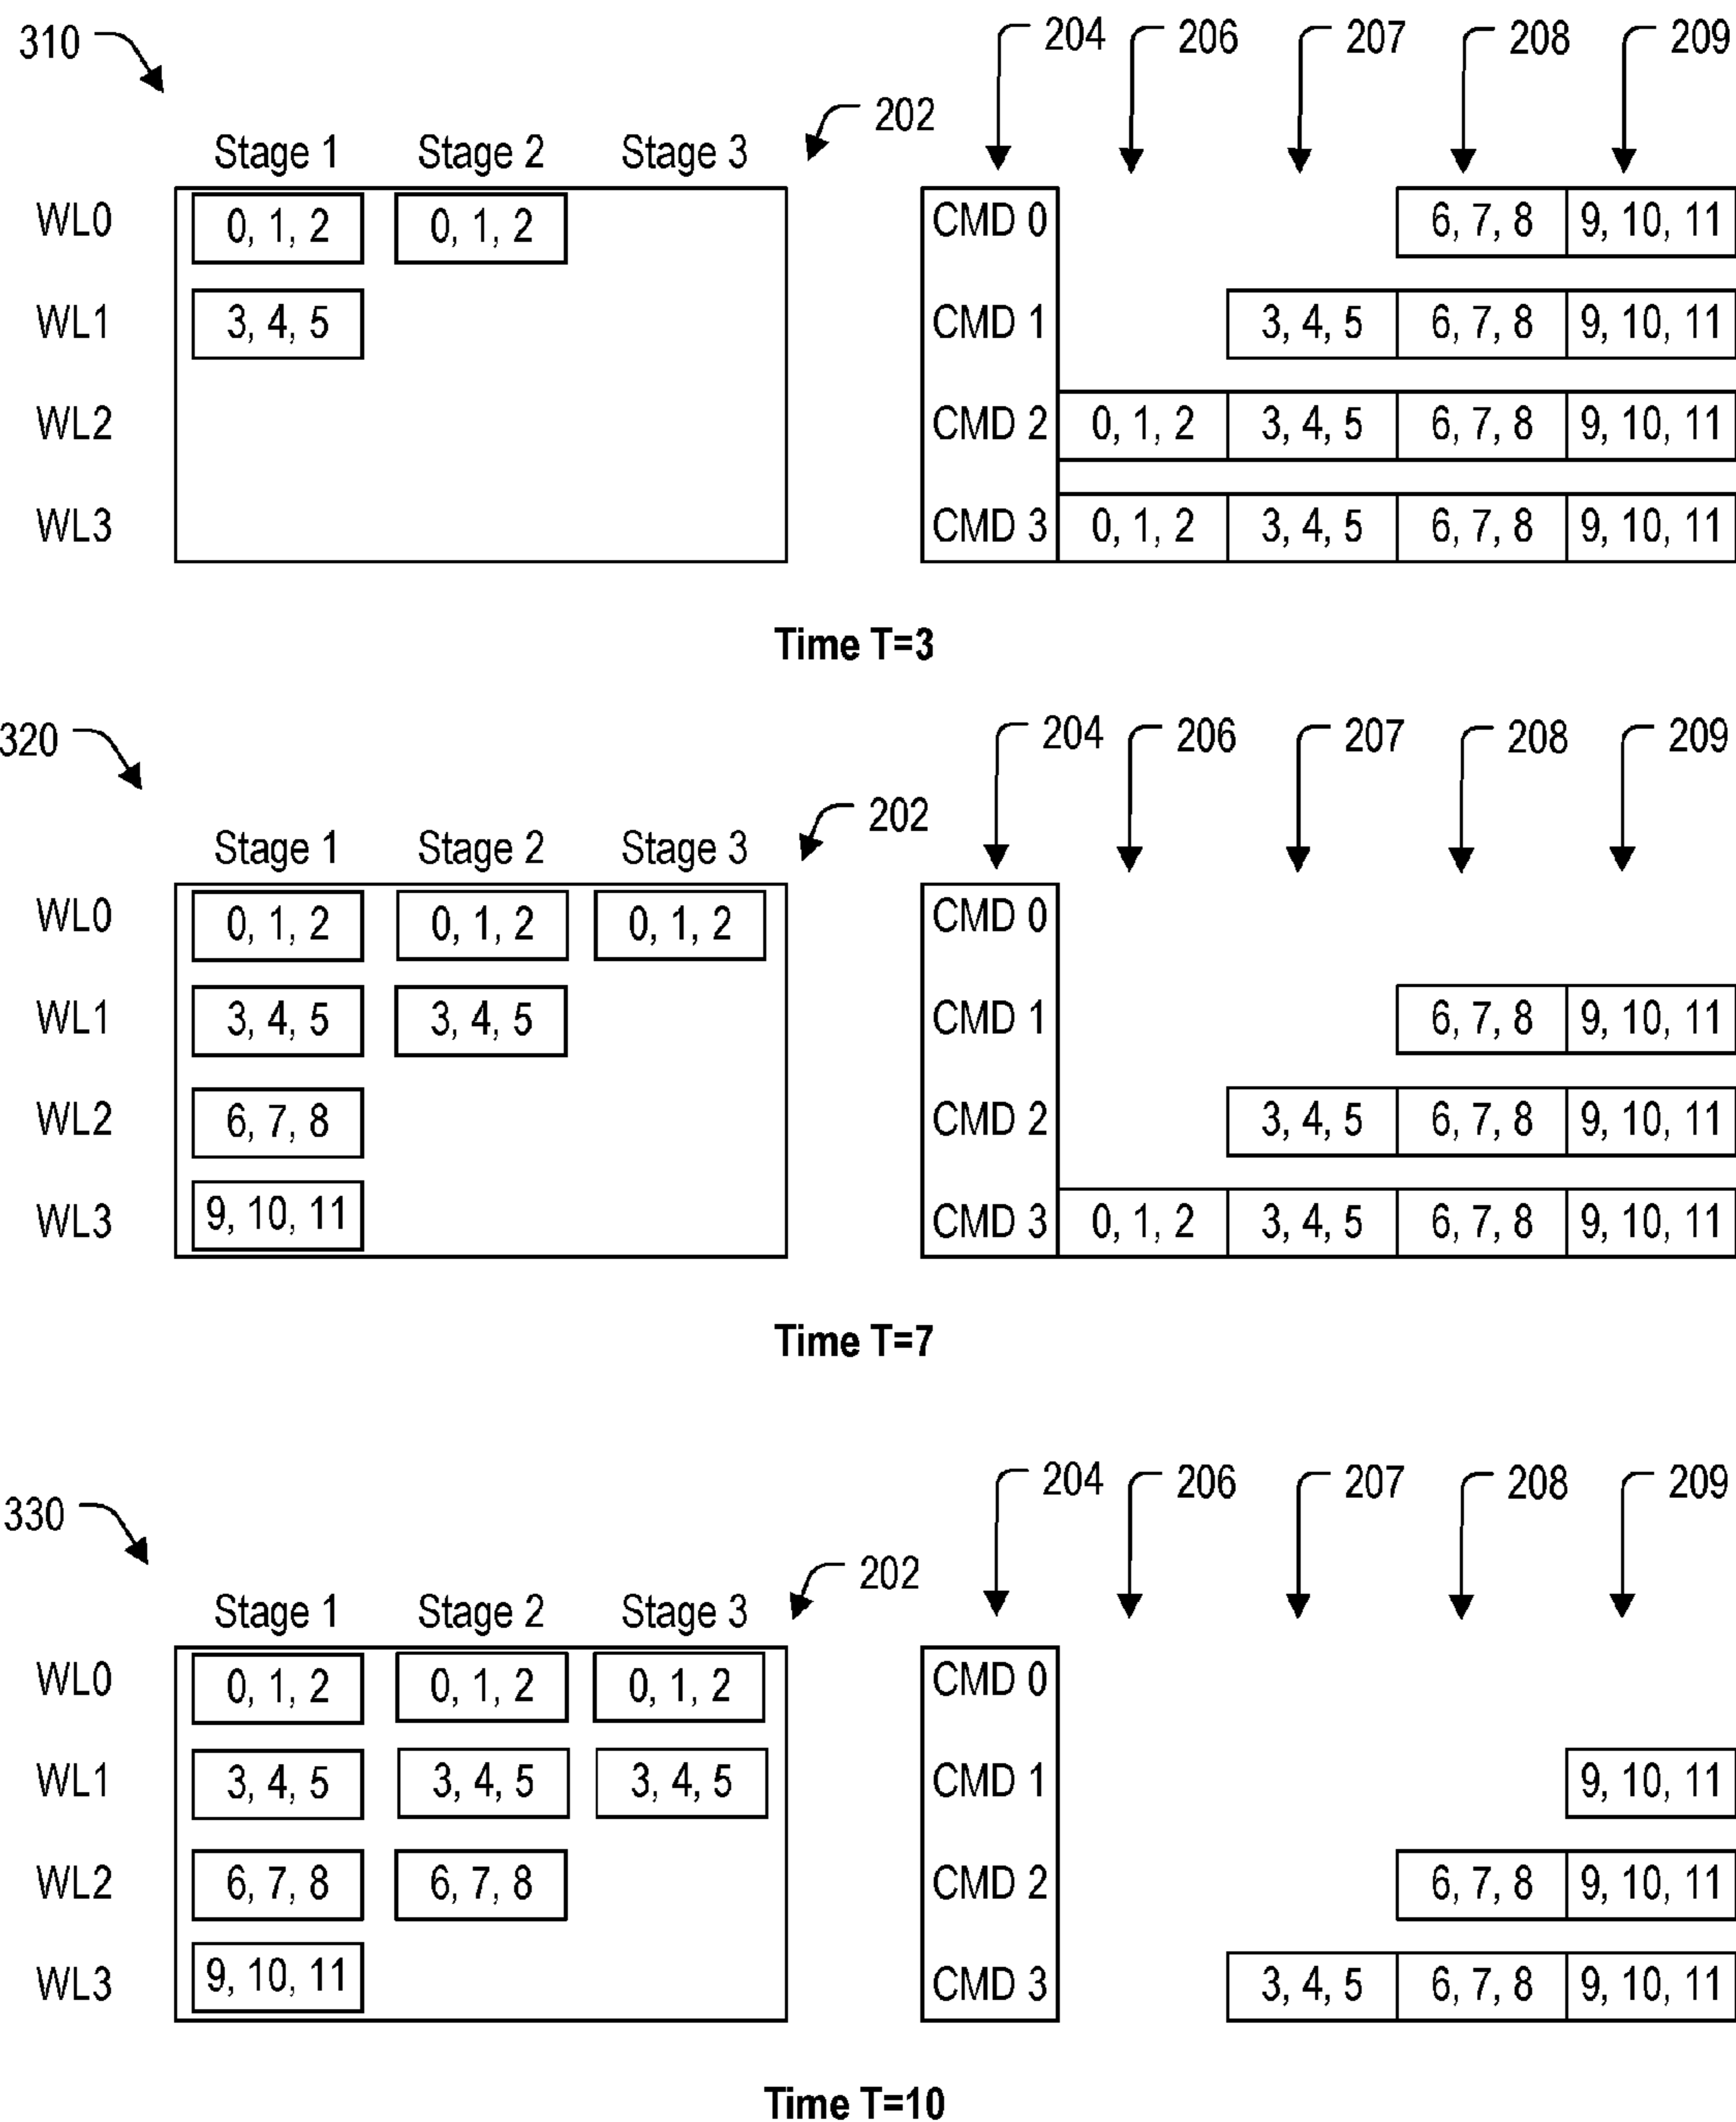 310 204 206 207 208 209
202
Stage 1 Stage 2 Stage 3
WL0 0, 1, 2 0, 1, 2 CMD 0 6, 7, 8 9, 10, 11
WL1 3, 4, 5 CMD 1 3, 4, 5 6, 7, 8 9, 10, 11
WL2 CMD 2 0, 1, 2 3, 4, 5 6, 7, 8 9, 10, 11
WL3 CMD 3 0, 1, 2 3, 4, 5 6, 7, 8 9, 10, 11
Time T=3
320 204 206 207 208 209
202
Stage 1 Stage 2 Stage 3
WL0 0, 1, 2 0, 1, 2 0, 1, 2 CMD 0
WL1 3, 4, 5 3, 4, 5 CMD 1 6, 7, 8 9, 10, 11
WL2 6, 7, 8 CMD 2 3, 4, 5 6, 7, 8 9, 10, 11
WL3 9, 10, 11 CMD 3 0, 1, 2 3, 4, 5 6, 7, 8 9, 10, 11
Time T=7
330 204 206 207 208 209
202
Stage 1 Stage 2 Stage 3
WL0 0, 1, 2 0, 1, 2 0, 1, 2 CMD 0
WL1 3, 4, 5 3, 4, 5 3, 4, 5 CMD 1 9, 10, 11
WL2 6, 7, 8 6, 7, 8 CMD 2 6, 7, 8 9, 10, 11
WL3 9, 10, 11 CMD 3 3, 4, 5 6, 7, 8 9, 10, 11
Time T=10